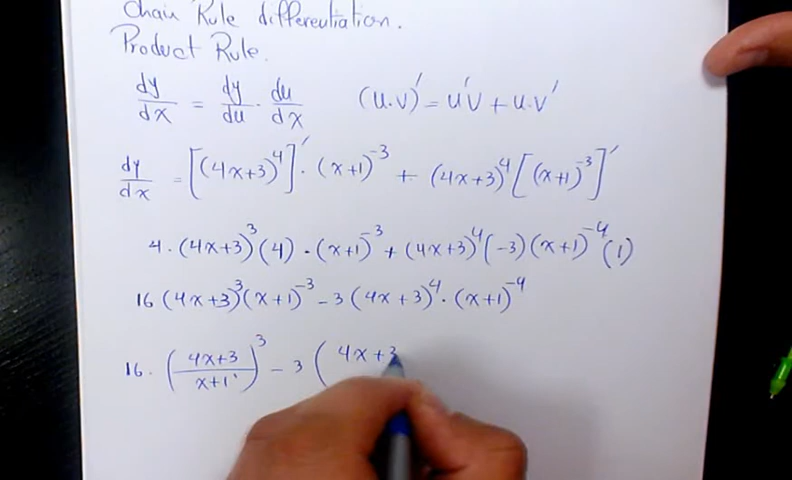 Chain Rule differentiation.
Product Rule.
dy/dx = dy/du · du/dx (u·v)' = u'v + u·v'
dy/dx = [(4x+3)⁴]' · (x+1)⁻³ + (4x+3)⁴ [(x+1)⁻³]'
4·(4x+3)³(4) · (x+1)⁻³ + (4x+3)⁴(-3)(x+1)⁻⁴(1)
16(4x+3)³(x+1)⁻³ - 3(4x+3)⁴·(x+1)⁻⁴
16·((4x+3)/(x+1))³ - 3(4x+3